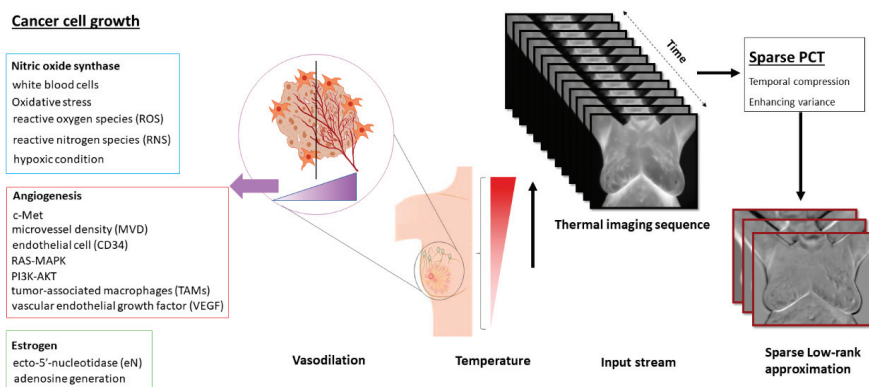 Cancer cell growth
Nitric oxide synthase
white blood cells
Oxidative stress
reactive oxygen species (ROS)
reactive nitrogen species (RNS)
hypoxic condition
Angiogenesis
c-Met
microvessel density (MVD)
endothelial cell (CD34)
RAS-MAPK
PI3K-AKT
tumor-associated macrophages (TAMs)
vascular endothelial growth factor (VEGF)
Estrogen
ecto-5'-nucleotidase (eN)
adenosine generation
Vasodilation
Temperature
Time
Thermal imaging sequence
Input stream
Sparse PCT
Temporal compression
Enhancing variance
Sparse Low-rank
approximation